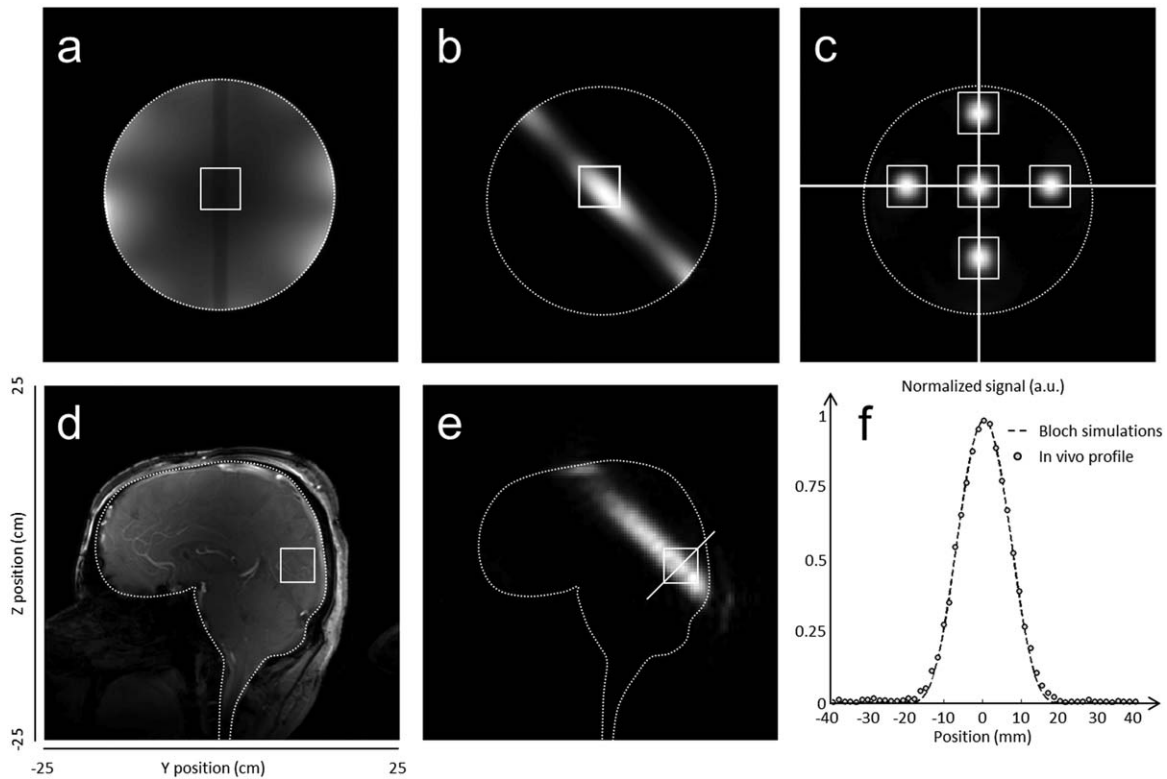 a
b
c
25
d
e
Normalized signal (a.u.)
f
Bloch simulations
In vivo profile
1
0.75
0.5
0.25
0
-40 -30 -20 -10 0 10 20 30 40
Position (mm)
Z position (cm)
-25
-25 Y position (cm) 25